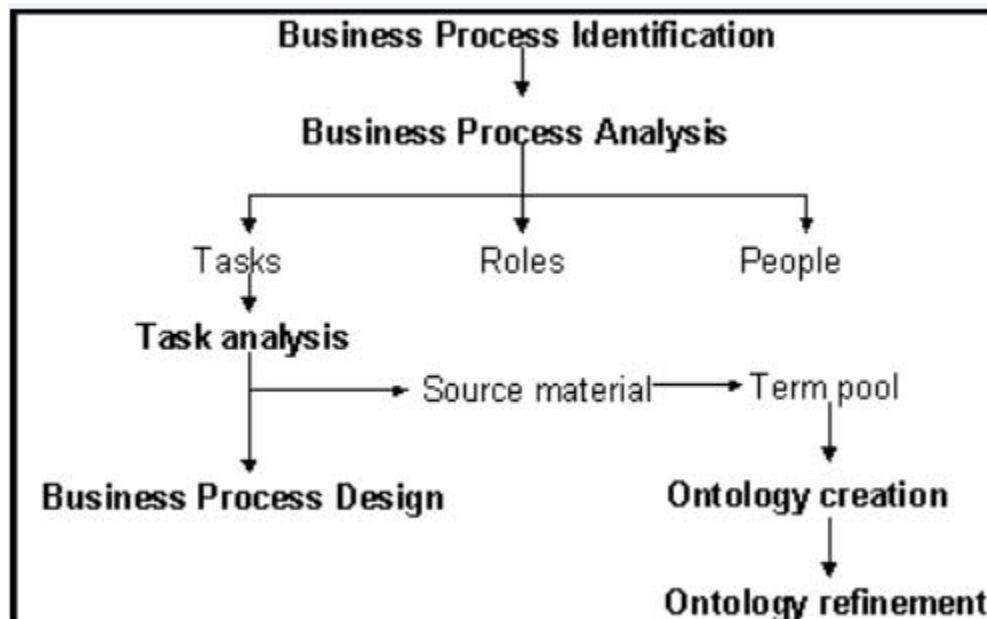 Business Process Identification
Business Process Analysis
Tasks Roles People
Task analysis
Source material Term pool
Business Process Design Ontology creation
Ontology refinement